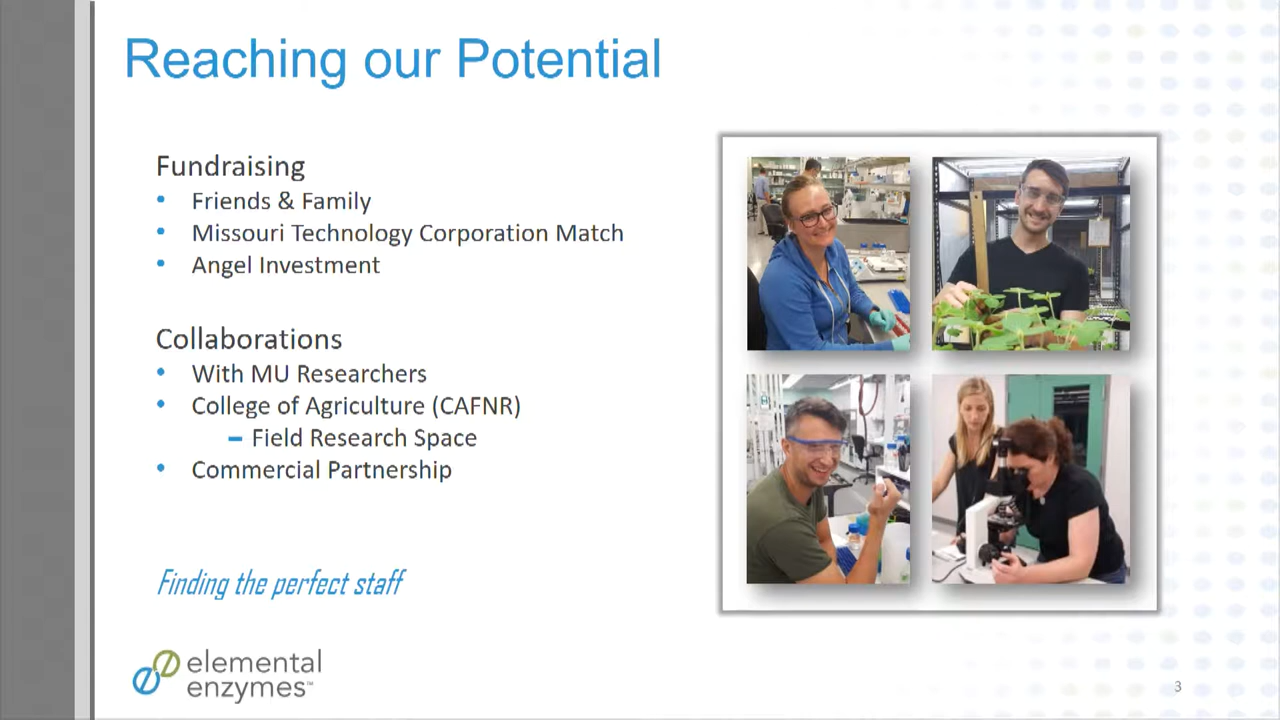 Reaching our Potential
Fundraising
• Friends & Family
• Missouri Technology Corporation Match
• Angel Investment
Collaborations
• With MU Researchers
• College of Agriculture (CAFNR)
– Field Research Space
• Commercial Partnership
Finding the perfect staff
elemental
enzymes™
3